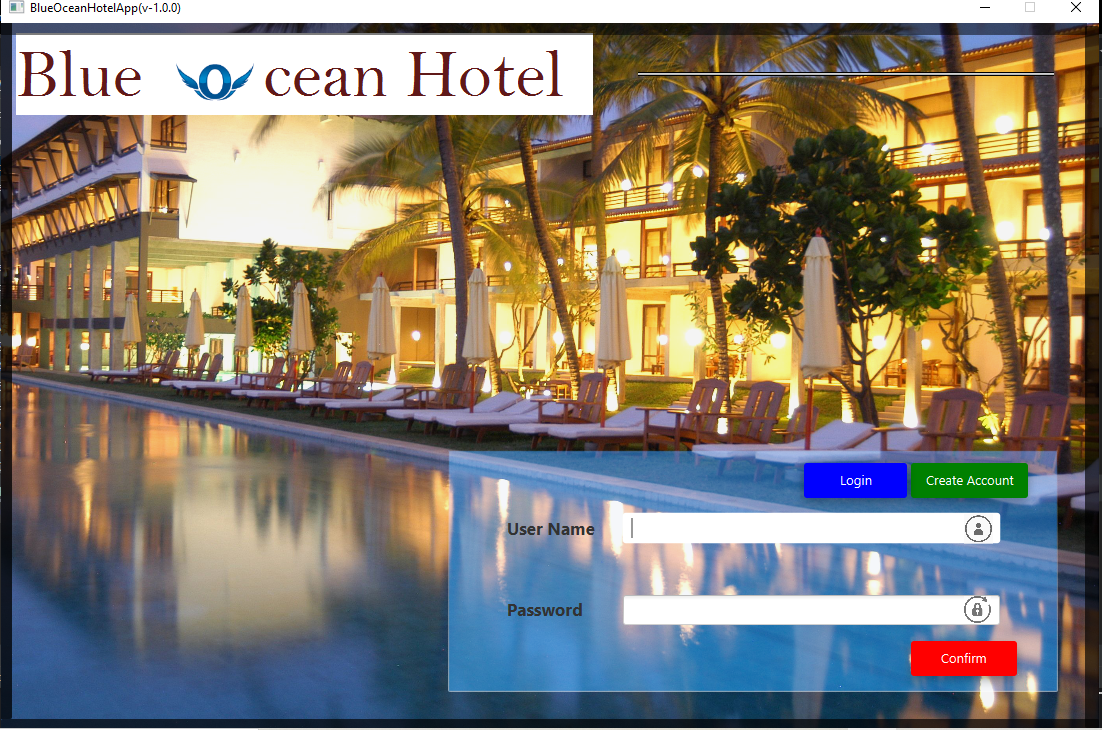 BlueOceanHotelApp(v-1.0.0)
Blue Ocean Hotel
Login Create Account
User Name
Password
Confirm